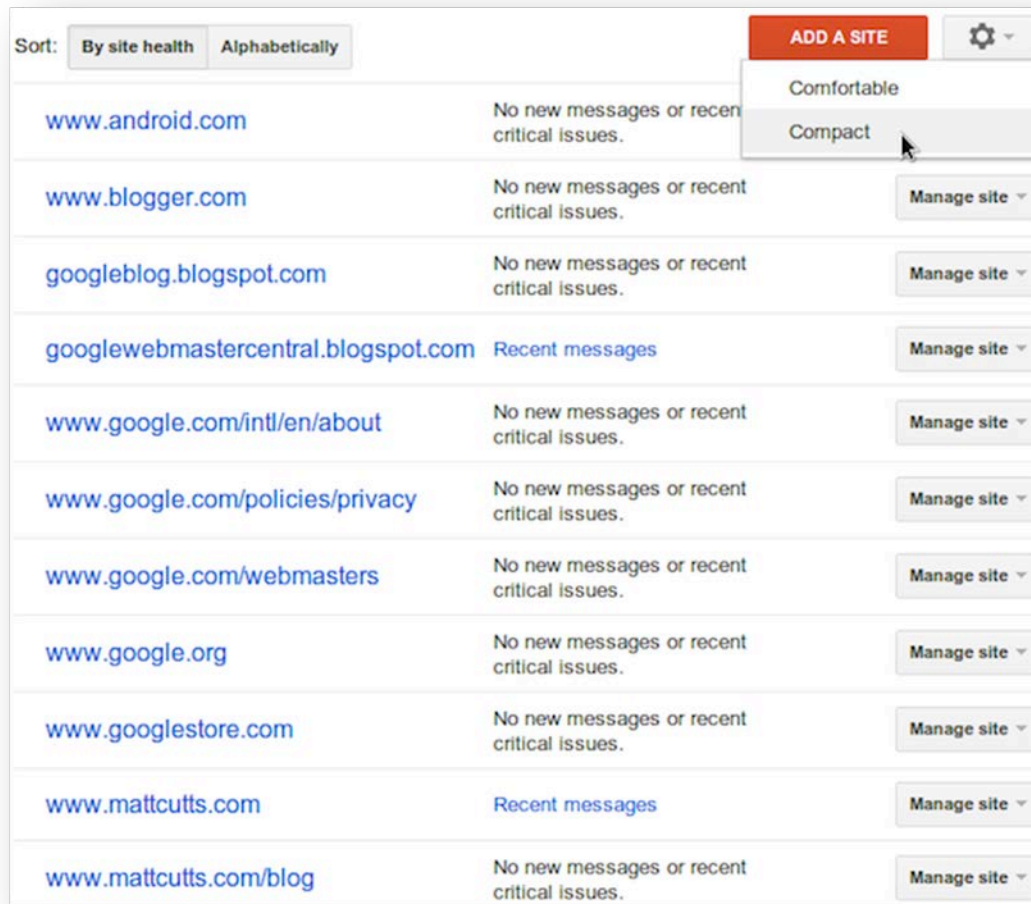 Sort: By site health Alphabetically ADD A SITE
Comfortable
Compact
www.android.com No new messages or recent
critical issues.
www.blogger.com No new messages or recent
critical issues. Manage site
googleblog.blogspot.com No new messages or recent
critical issues. Manage site
googlewebmastercentral.blogspot.com Recent messages Manage site
www.google.com/intl/en/about No new messages or recent
critical issues. Manage site
www.google.com/policies/privacy No new messages or recent
critical issues. Manage site
www.google.com/webmasters No new messages or recent
critical issues. Manage site
www.google.org No new messages or recent
critical issues. Manage site
www.googlestore.com No new messages or recent
critical issues. Manage site
www.mattcutts.com Recent messages Manage site
www.mattcutts.com/blog No new messages or recent
critical issues. Manage site